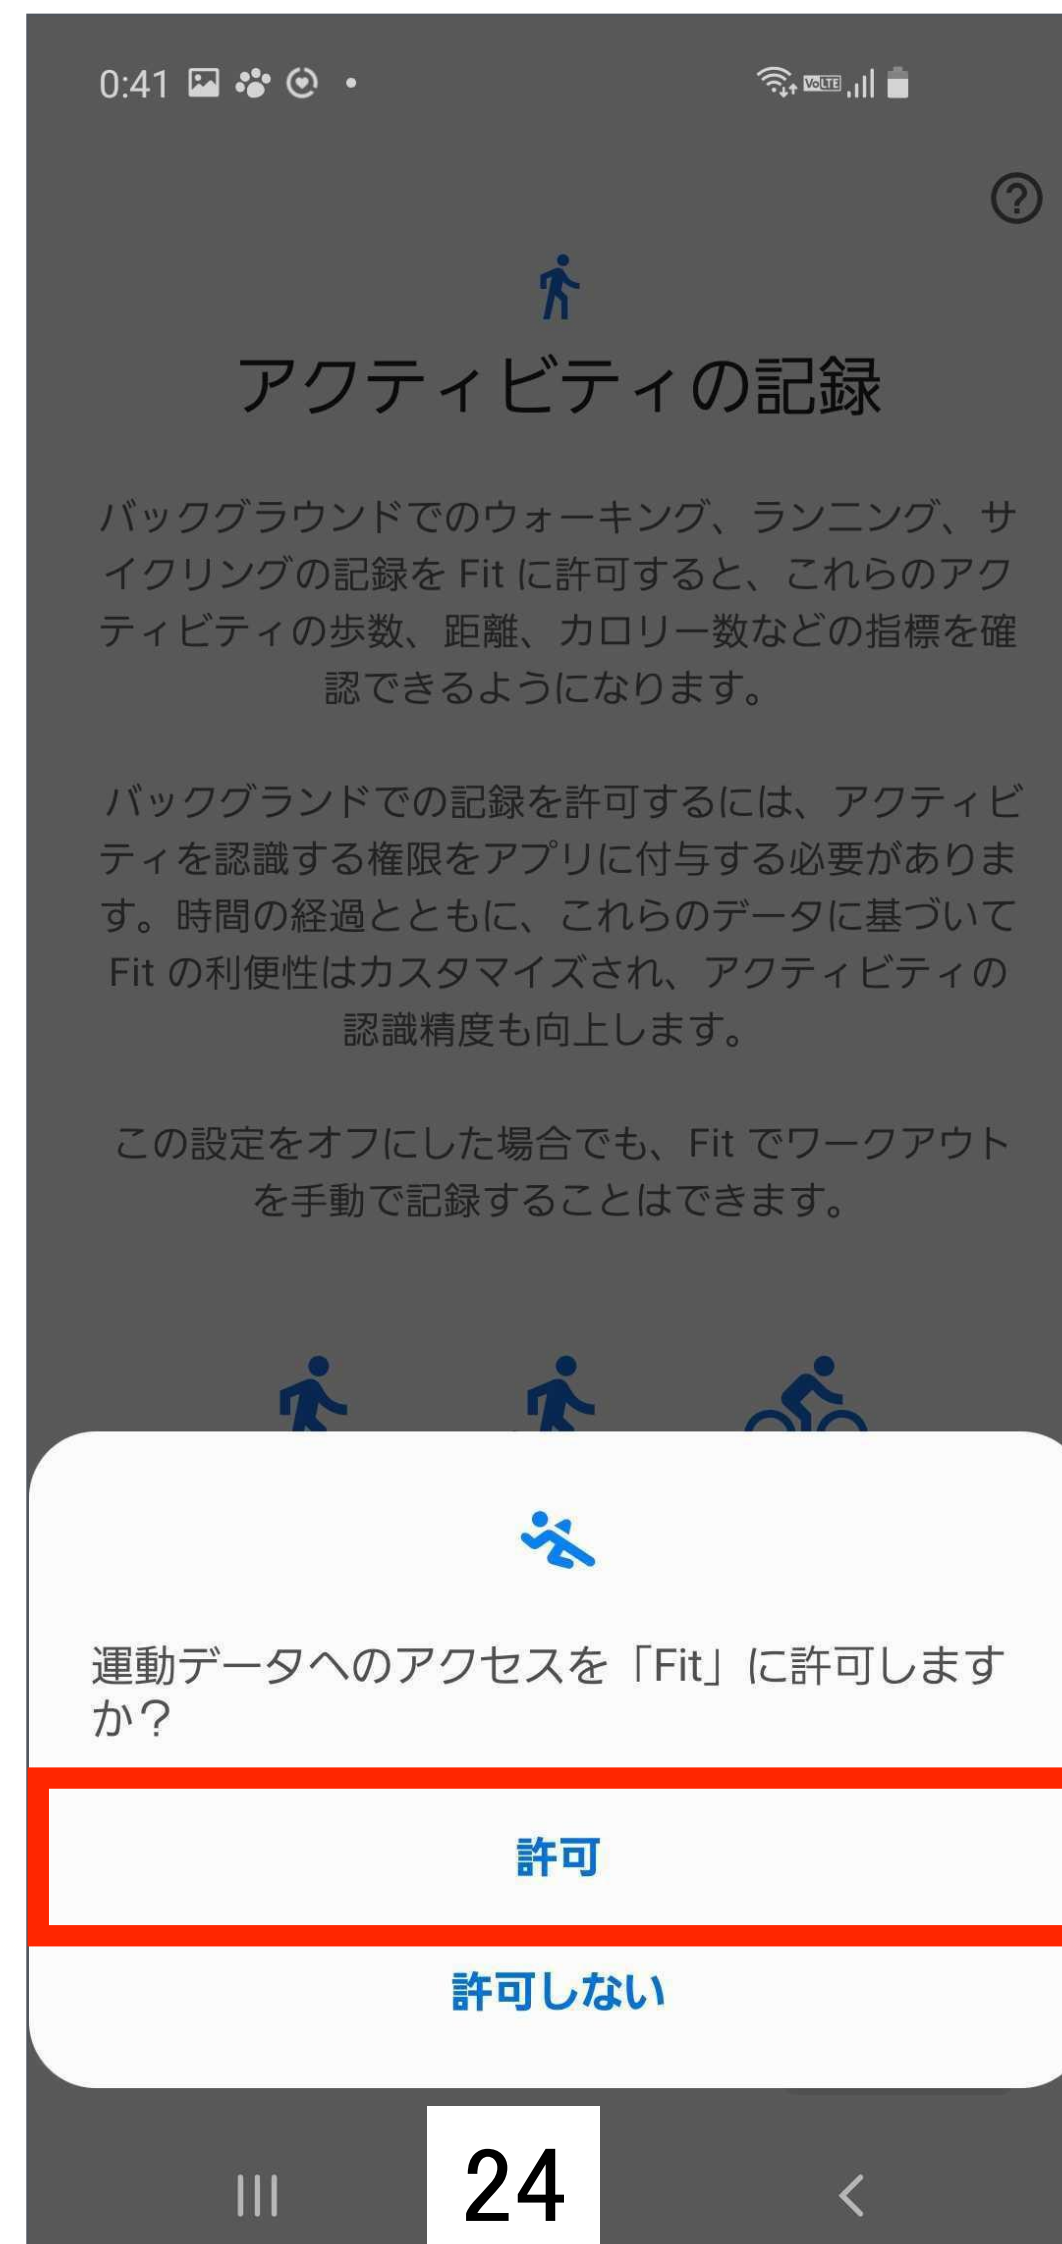 0:41
VoLTE
アクティビティの記録
バックグラウンドでのウォーキング、ランニング、サ
イクリングの記録を Fit に許可すると、これらのアク
ティビティの歩数、距離、カロリー数などの指標を確
認できるようになります。
バックグランドでの記録を許可するには、アクティビ
ティを認識する権限をアプリに付与する必要がありま
す。時間の経過とともに、これらのデータに基づいて
Fit の利便性はカスタマイズされ、アクティビティの
認識精度も向上します。
この設定をオフにした場合でも、Fit でワークアウト
を手動で記録することはできます。
運動データへのアクセスを「Fit」に許可します
か？
許可
許可しない
24